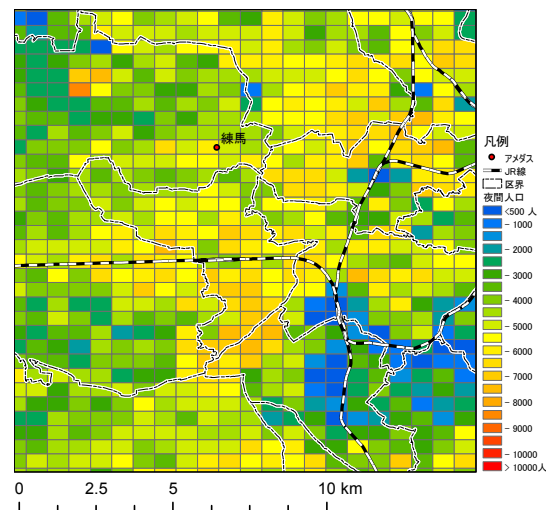 練馬
凡例
アメダス
JR線
区界
夜間人口
<500 人
- 1000
- 2000
- 3000
- 4000
- 5000
- 6000
- 7000
- 8000
- 9000
- 10000
> 10000人
0 2.5 5 10 km